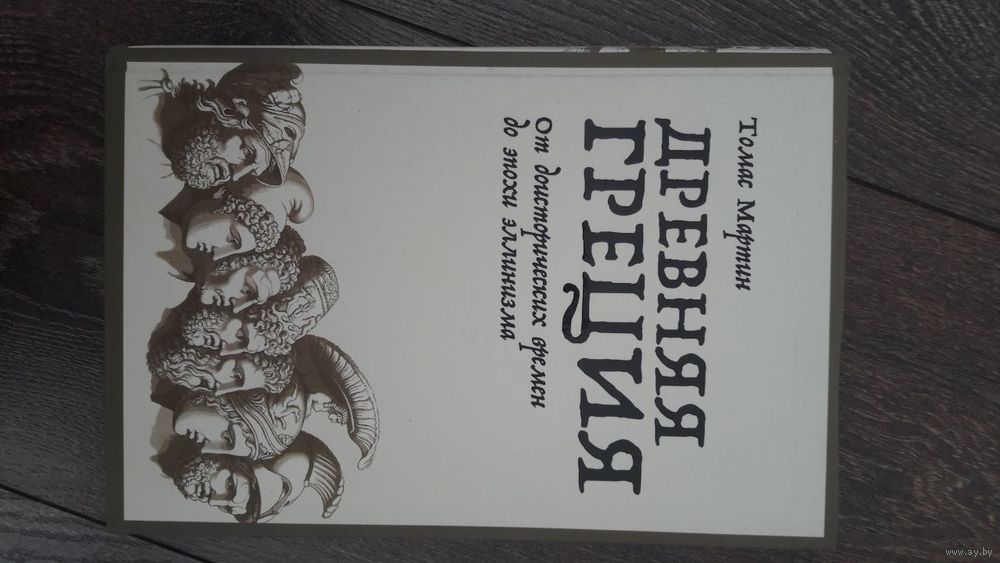 Томас Мартин
ДРЕВНЯЯ
ГРЕЦИЯ
От доисторических времен
до эпохи эллинизма
www.ay.by